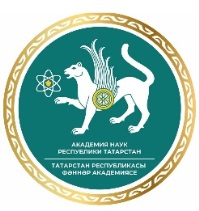 АКАДЕМИЯ НАУК
РЕСПУБЛИКИ ТАТАРСТАН
ТАТАРСТАН РЕСПУБЛИКАСЫ
ФӘННӘР АКАДЕМИЯСЕ